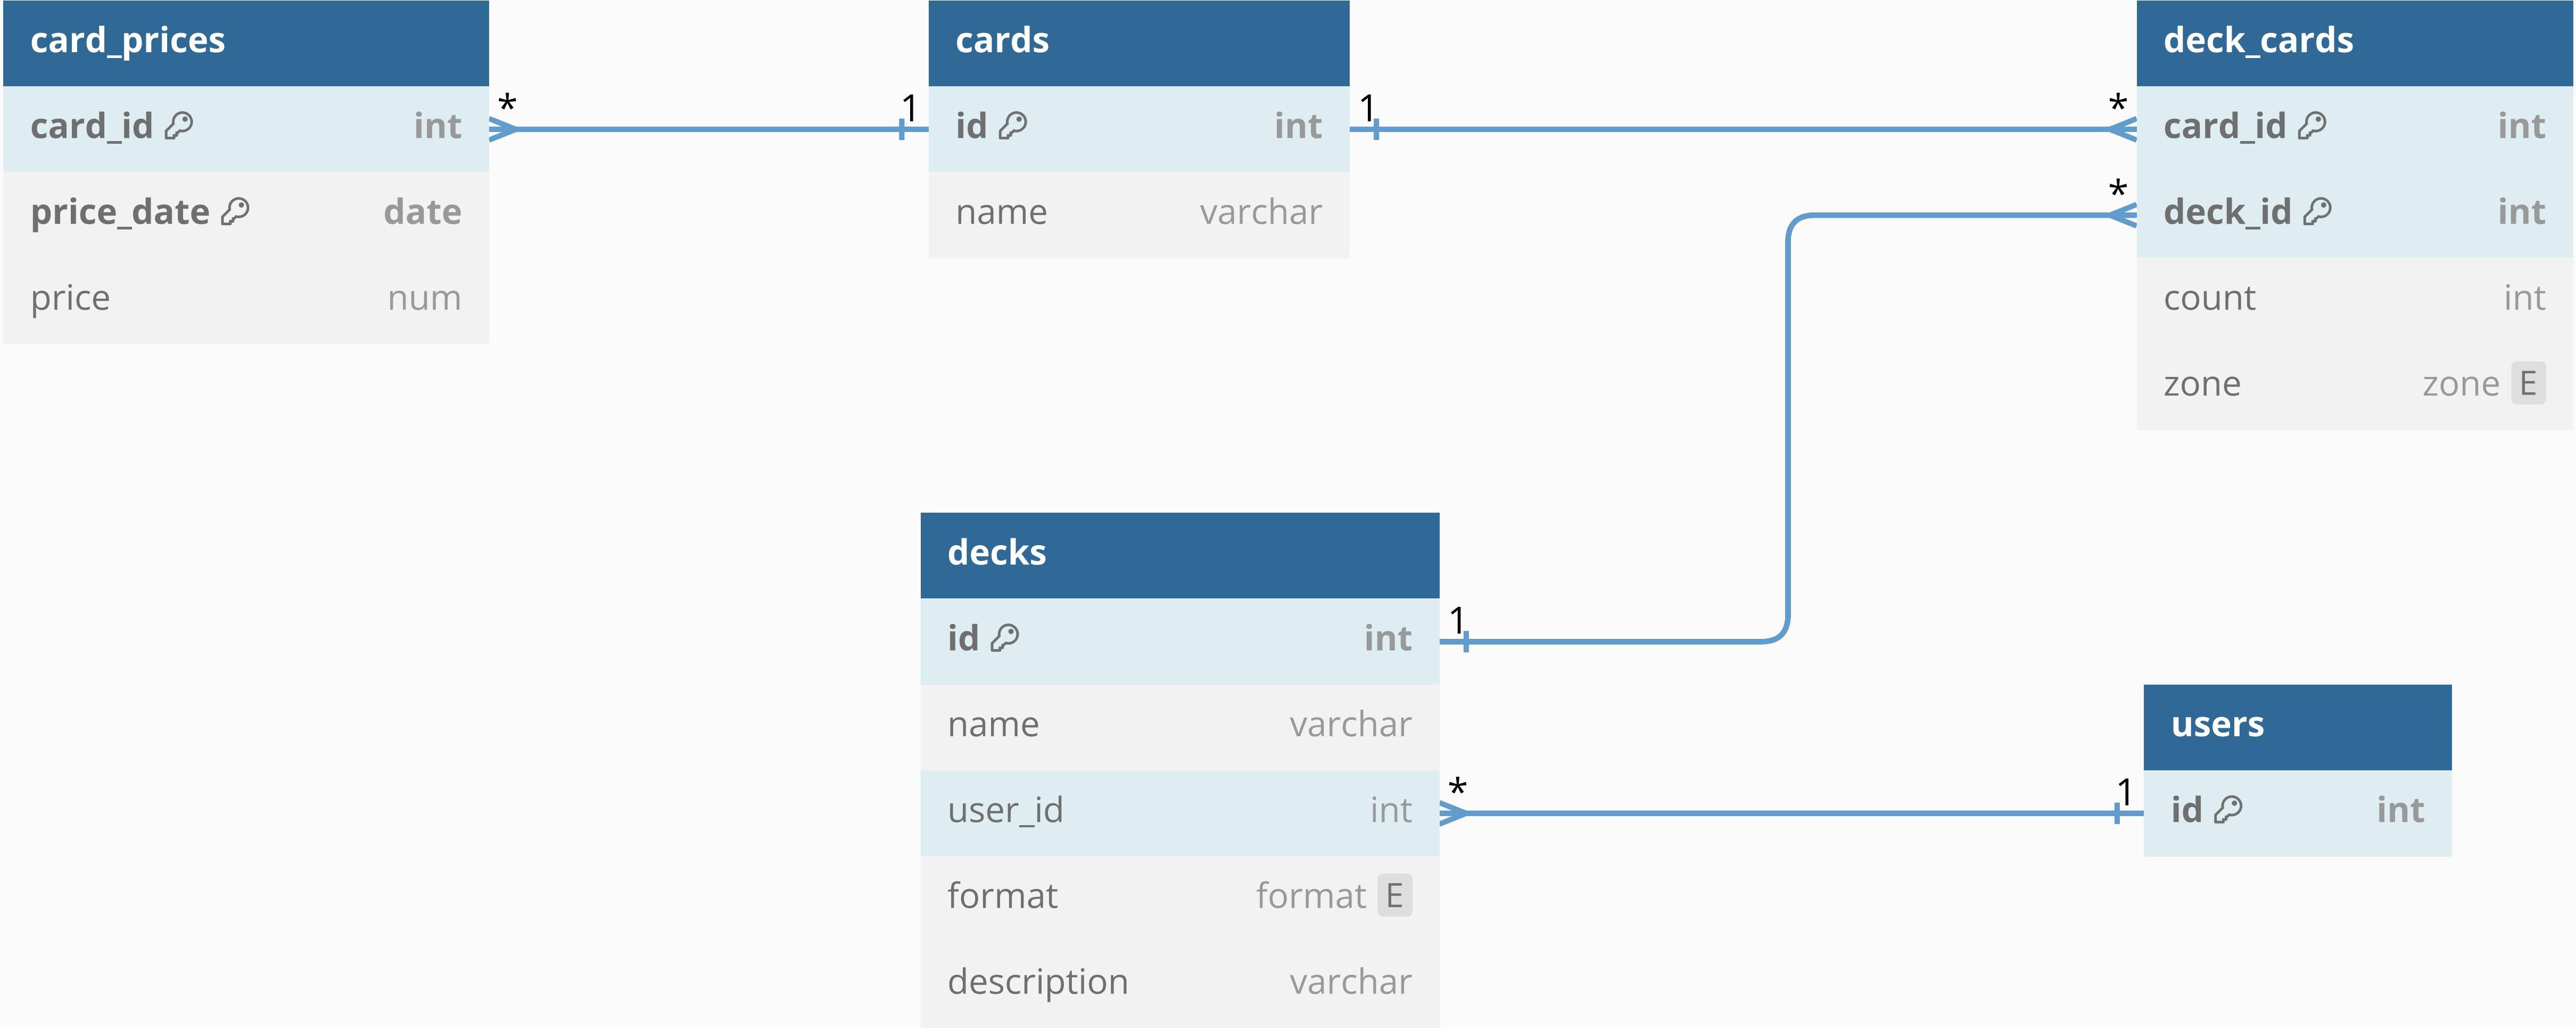 card_prices
card_id int
price_date date
price num
* 1
cards
id int
name varchar
1 *
*
deck_cards
card_id int
deck_id int
count int
zone zone E
decks
id int
name varchar
user_id int
format format E
description varchar
1
* 1
users
id int